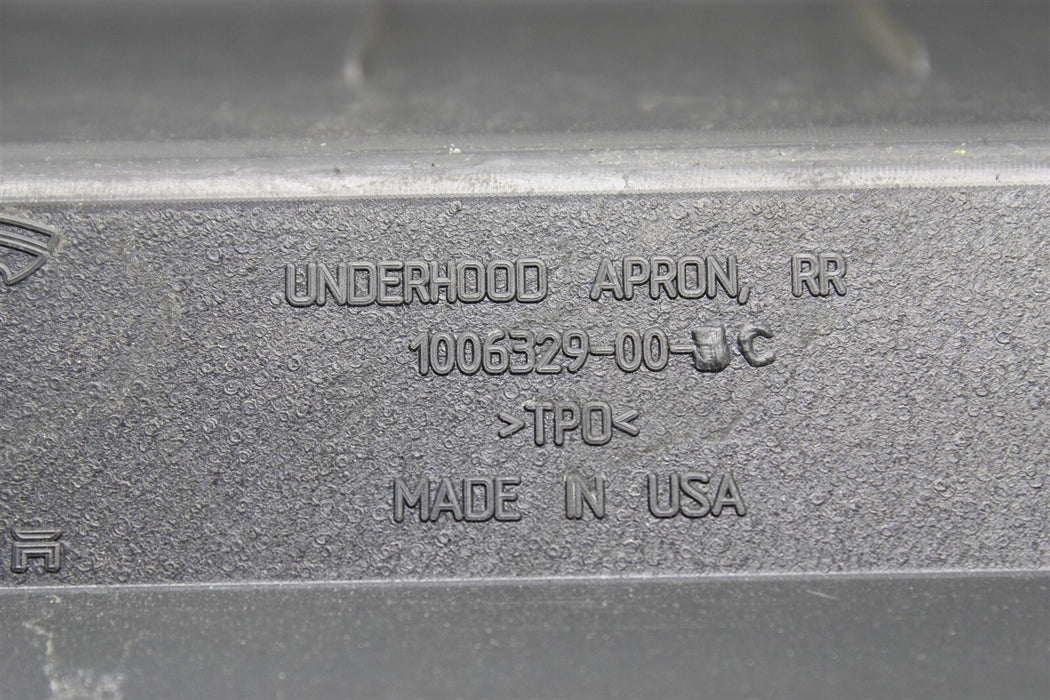 UNDERHOOD APRON, RR
1006329-00- C
>TPO<
MADE IN USA